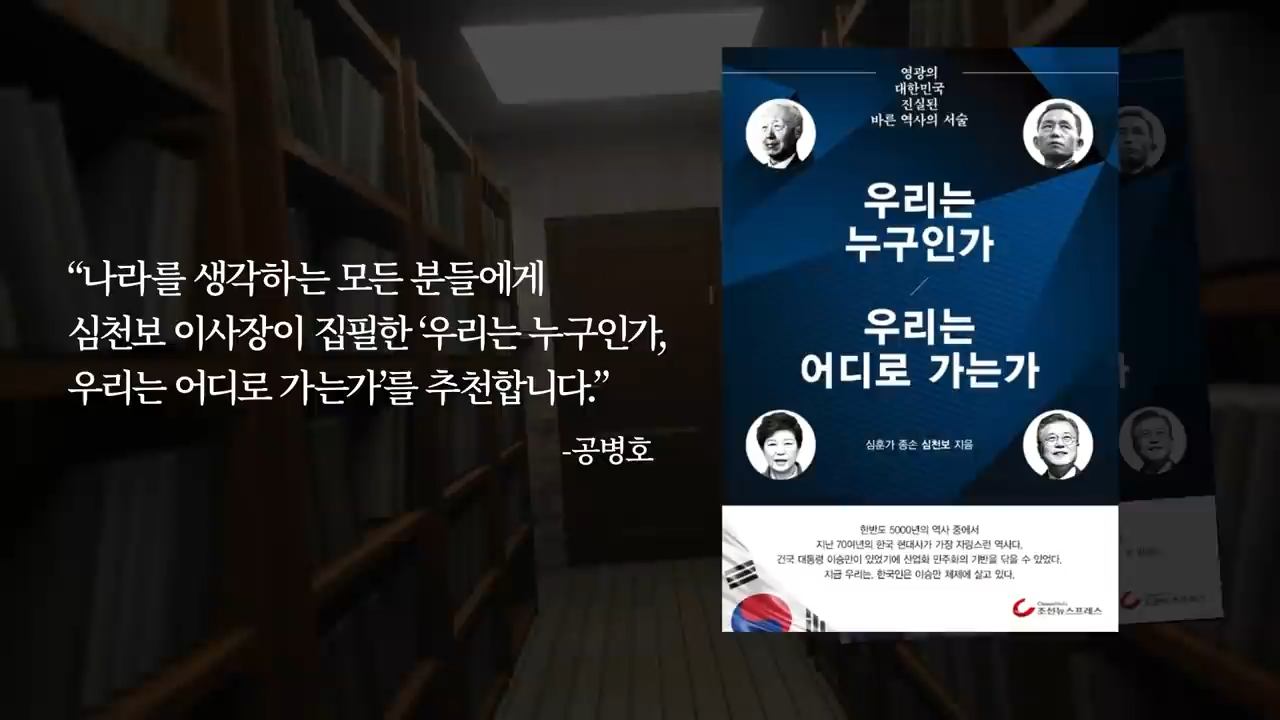 “나라를 생각하는 모든 분들에게
심천보 이사장이 집필한 ‘우리는 누구인가,
우리는 어디로 가는가’를 추천합니다.”
-공병호
영광의
대한민국
진실된
바른 역사의 서술
우리는
누구인가
우리는
어디로 가는가
심훈가 종손 심천보 지음
한반도 5000년의 역사 중에서
지난 70여년의 한국 현대사가 가장 자랑스런 역사다.
건국 대통령 이승만이 있었기에 산업화 민주화의 기반을 닦을 수 있었다.
지금 우리는, 한국인은 이승만 체제에 살고 있다.
조선뉴스프레스